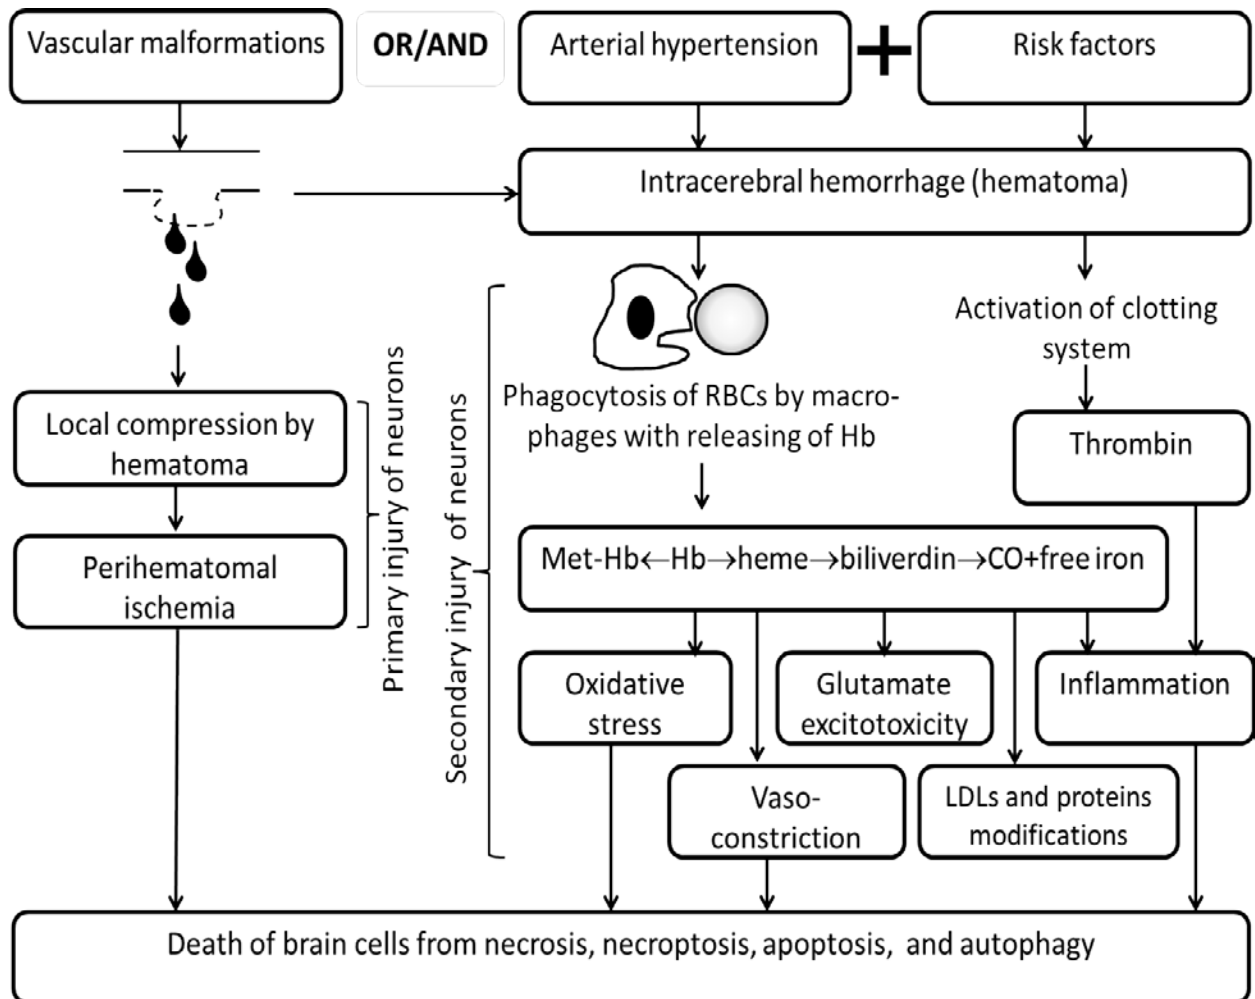 Vascular malformations
OR/AND
Arterial hypertension
+
Risk factors
Intracerebral hemorrhage (hematoma)
Activation of clotting
system
Phagocytosis of RBCs by macro-
phages with releasing of Hb
Thrombin
Local compression by
hematoma
Perihematomal
ischemia
Primary injury of neurons
Secondary injury of neurons
Met-Hb←Hb→heme→biliverdin→CO+free iron
Oxidative
stress
Glutamate
excitotoxicity
Inflammation
Vaso-
constriction
LDLs and proteins
modifications
Death of brain cells from necrosis, necroptosis, apoptosis, and autophagy